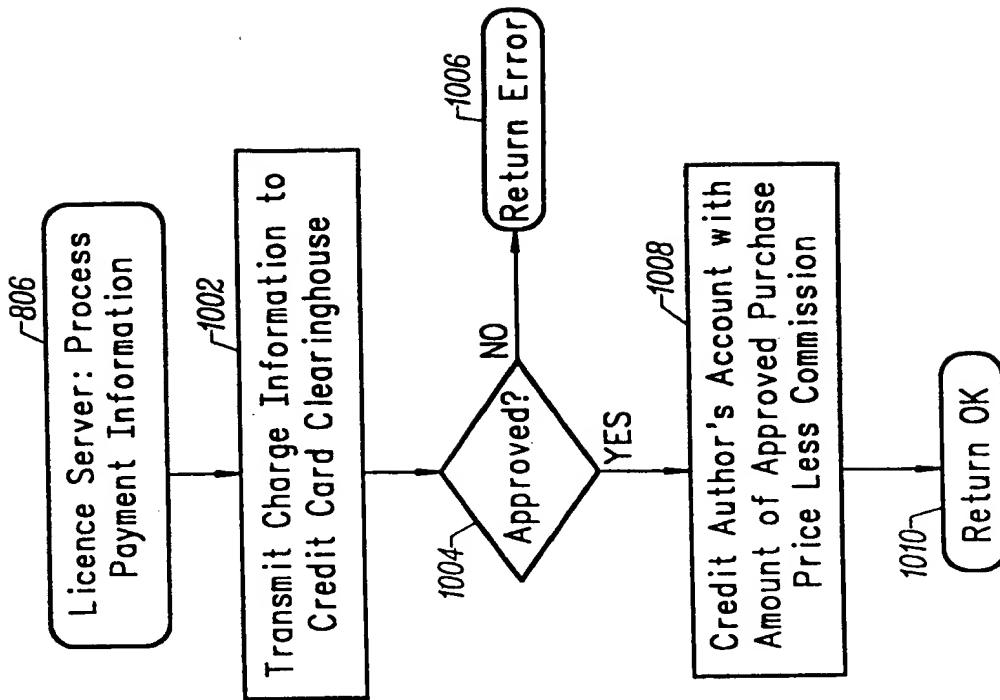 806
Licence Server: Process
Payment Information
1002
Transmit Charge Information to
Credit Card Clearinghouse
1004
Approved?
NO
1006
Return Error
YES
1008
Credit Author's Account with
Amount of Approved Purchase
Price Less Commission
1010
Return OK